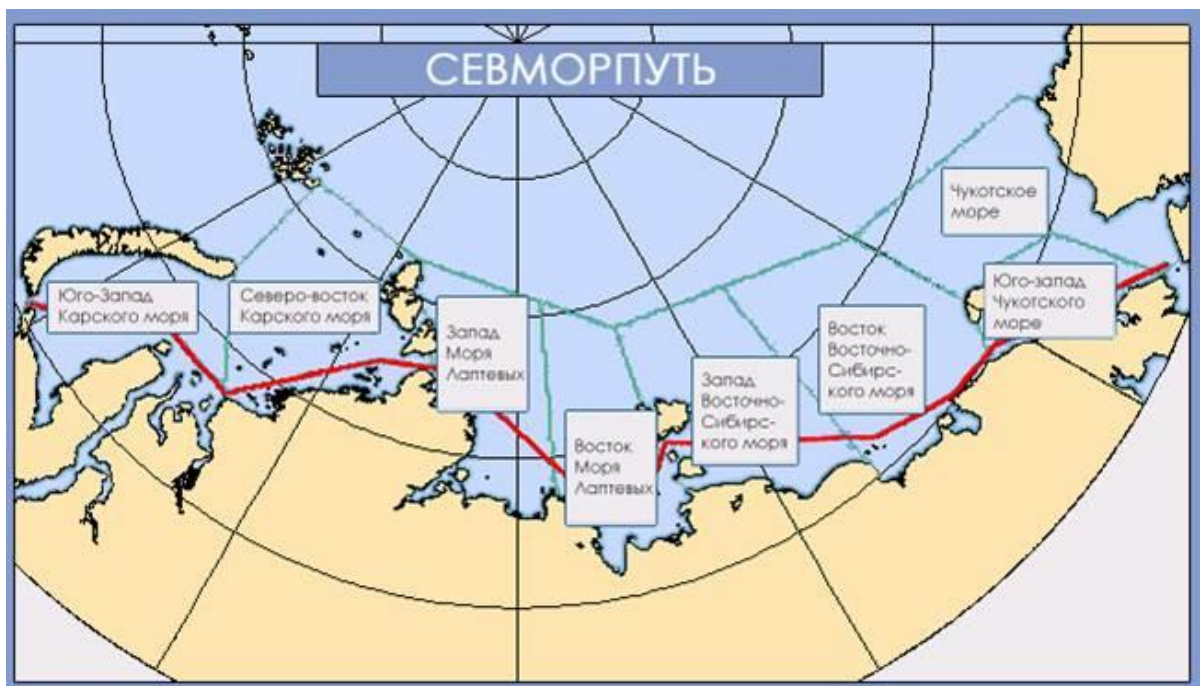 СЕВМОРПУТЬ
Чукотское
море
Юго-Запад
Карского моря
Северо-восток
Карского моря
Запад
Моря
Лаптевых
Восток
Моря
Лаптевых
Запад
Восточно-
Сибирс-
кого моря
Восток
Восточно-
Сибирс-
кого моря
Юго-запад
Чукотского
море